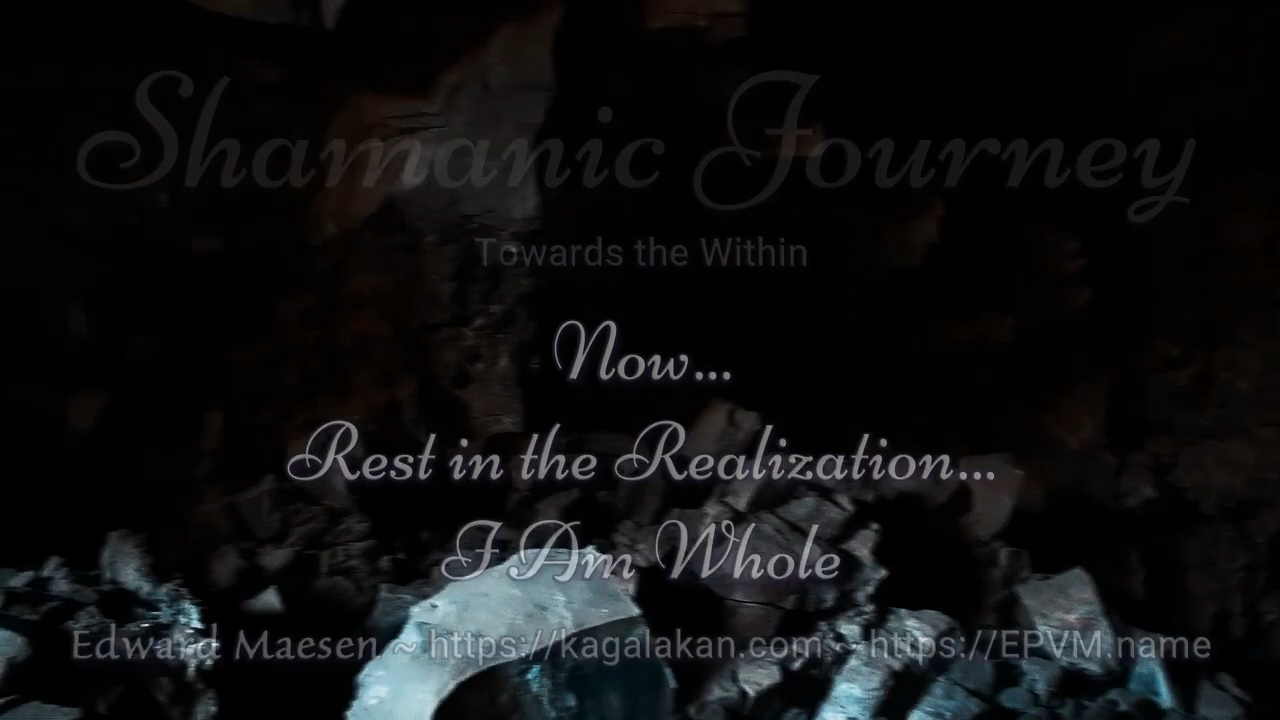 Shamanic Journey
Towards the Within
Now...
Rest in the Realization...
I Am Whole
Edward Maesen ~ https://kagalakan.com ~ https://EPVM.name